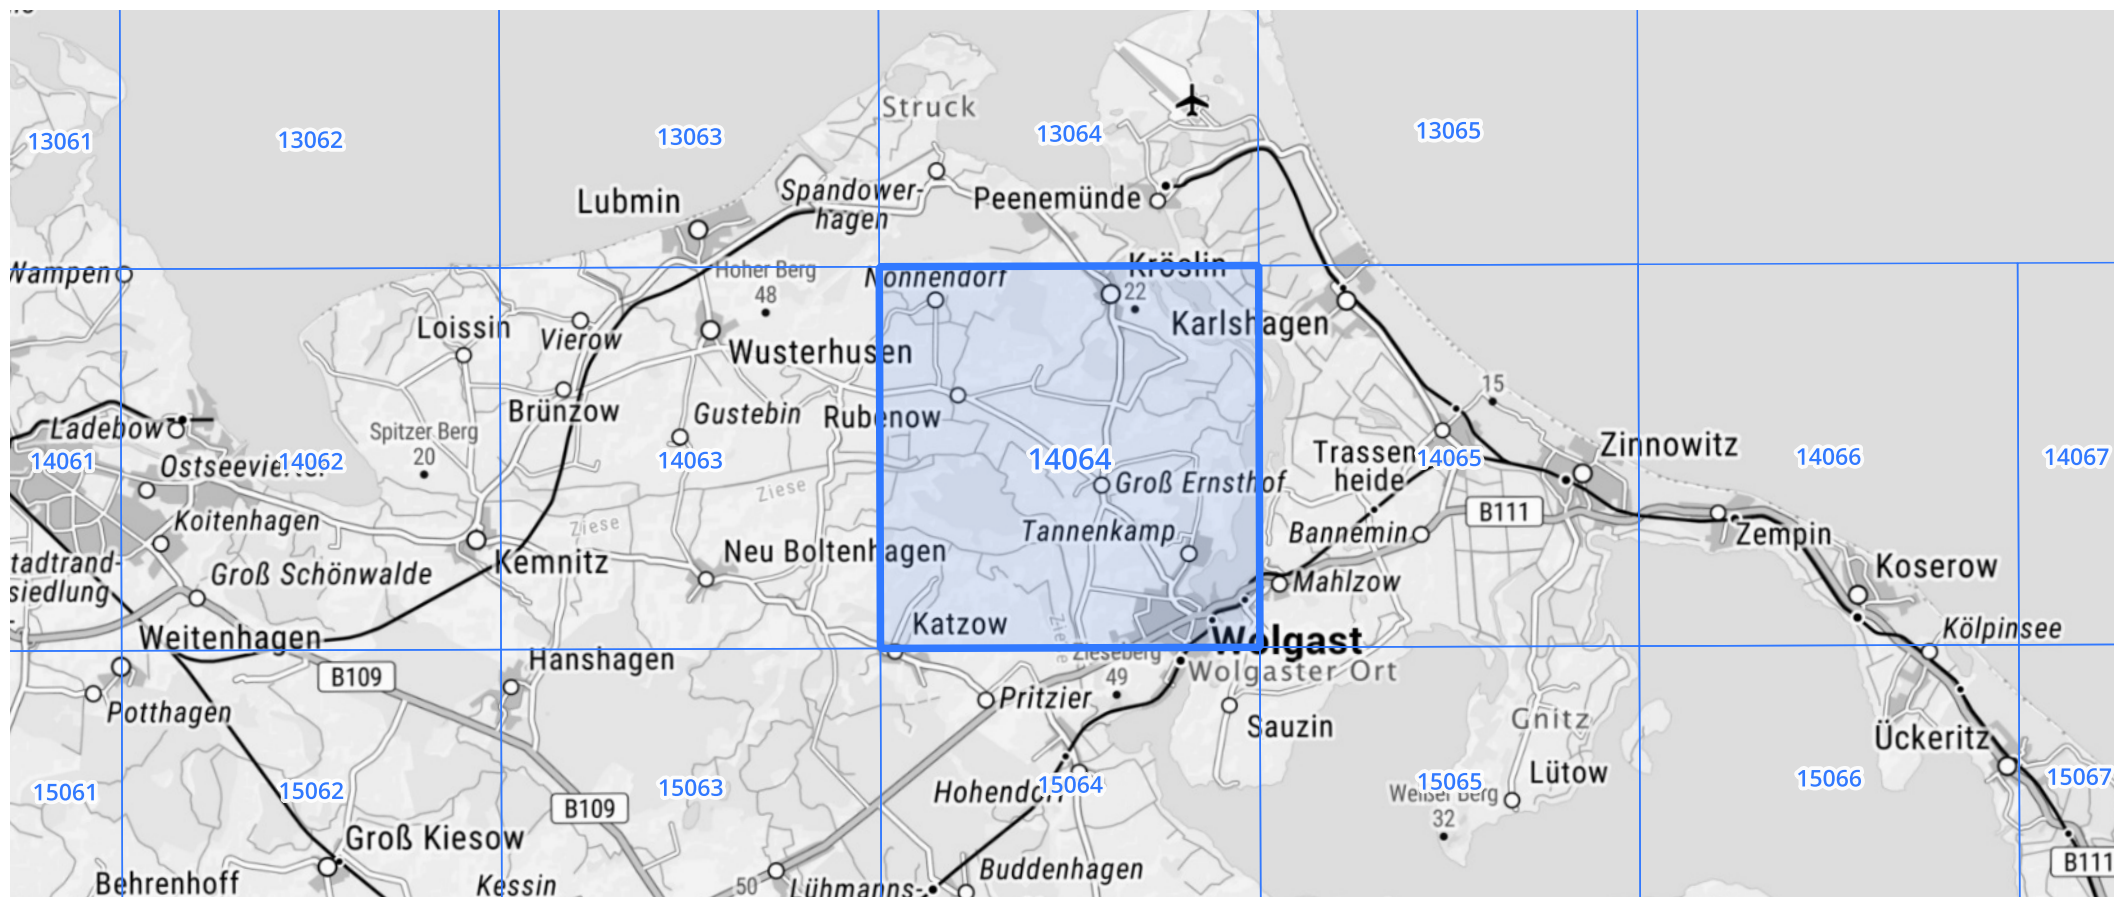 Struck
13061
13062
13063
13064
13065
Lubmin
Spandower-
hagen
Peenemünde
Wampen
Hoher Berg
48
Nonnendorf
Kröslin
22
Loissin
Vierow
Wusterhusen
Karlshagen
15
Brünzow
Gustebin
Rubenow
Ladebow
Spitzer Berg
20
Zinnowitz
14061
Ostseeviertel
14062
14063
14064
Trassen
heide
14065
14066
14067
Ziese
Groß Ernsthof
Koitenhagen
Ziese
Tannenkamp
Bannemin
B111
Zempin
tadtrand-
siedlung
Groß Schönwalde
Kemnitz
Neu Boltenhagen
Mahlzow
Koserow
Weitenhagen
Katzow
Ziese
Wolgast
Kölpinsee
B109
Hanshagen
Zieseberg
49
Wolgaster Ort
Potthagen
Pritzier
Sauzin
Gnitz
Ückeritz
15061
15062
15063
Hohendorf
15064
15065
Weißer Berg
32
Lütow
15066
15067
B109
Groß Kiesow
B111
Behrenhoff
Kessin
50
Lühmanns-
Buddenhagen